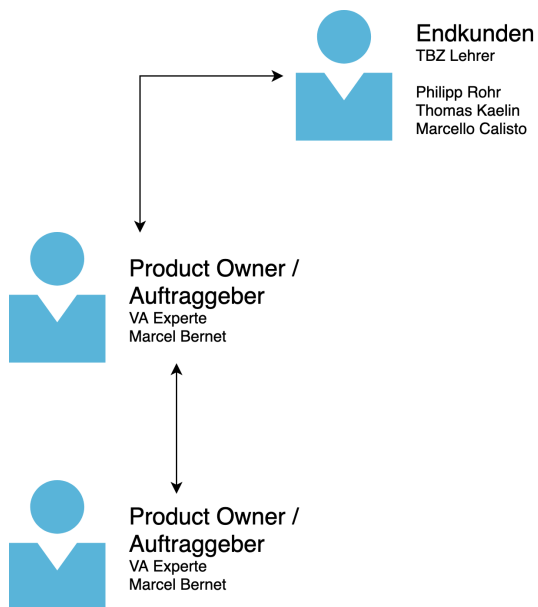 Endkunden
TBZ Lehrer
Philipp Rohr
Thomas Kaelin
Marcello Calisto
Product Owner /
Auftraggeber
VA Experte
Marcel Bernet
Product Owner /
Auftraggeber
VA Experte
Marcel Bernet